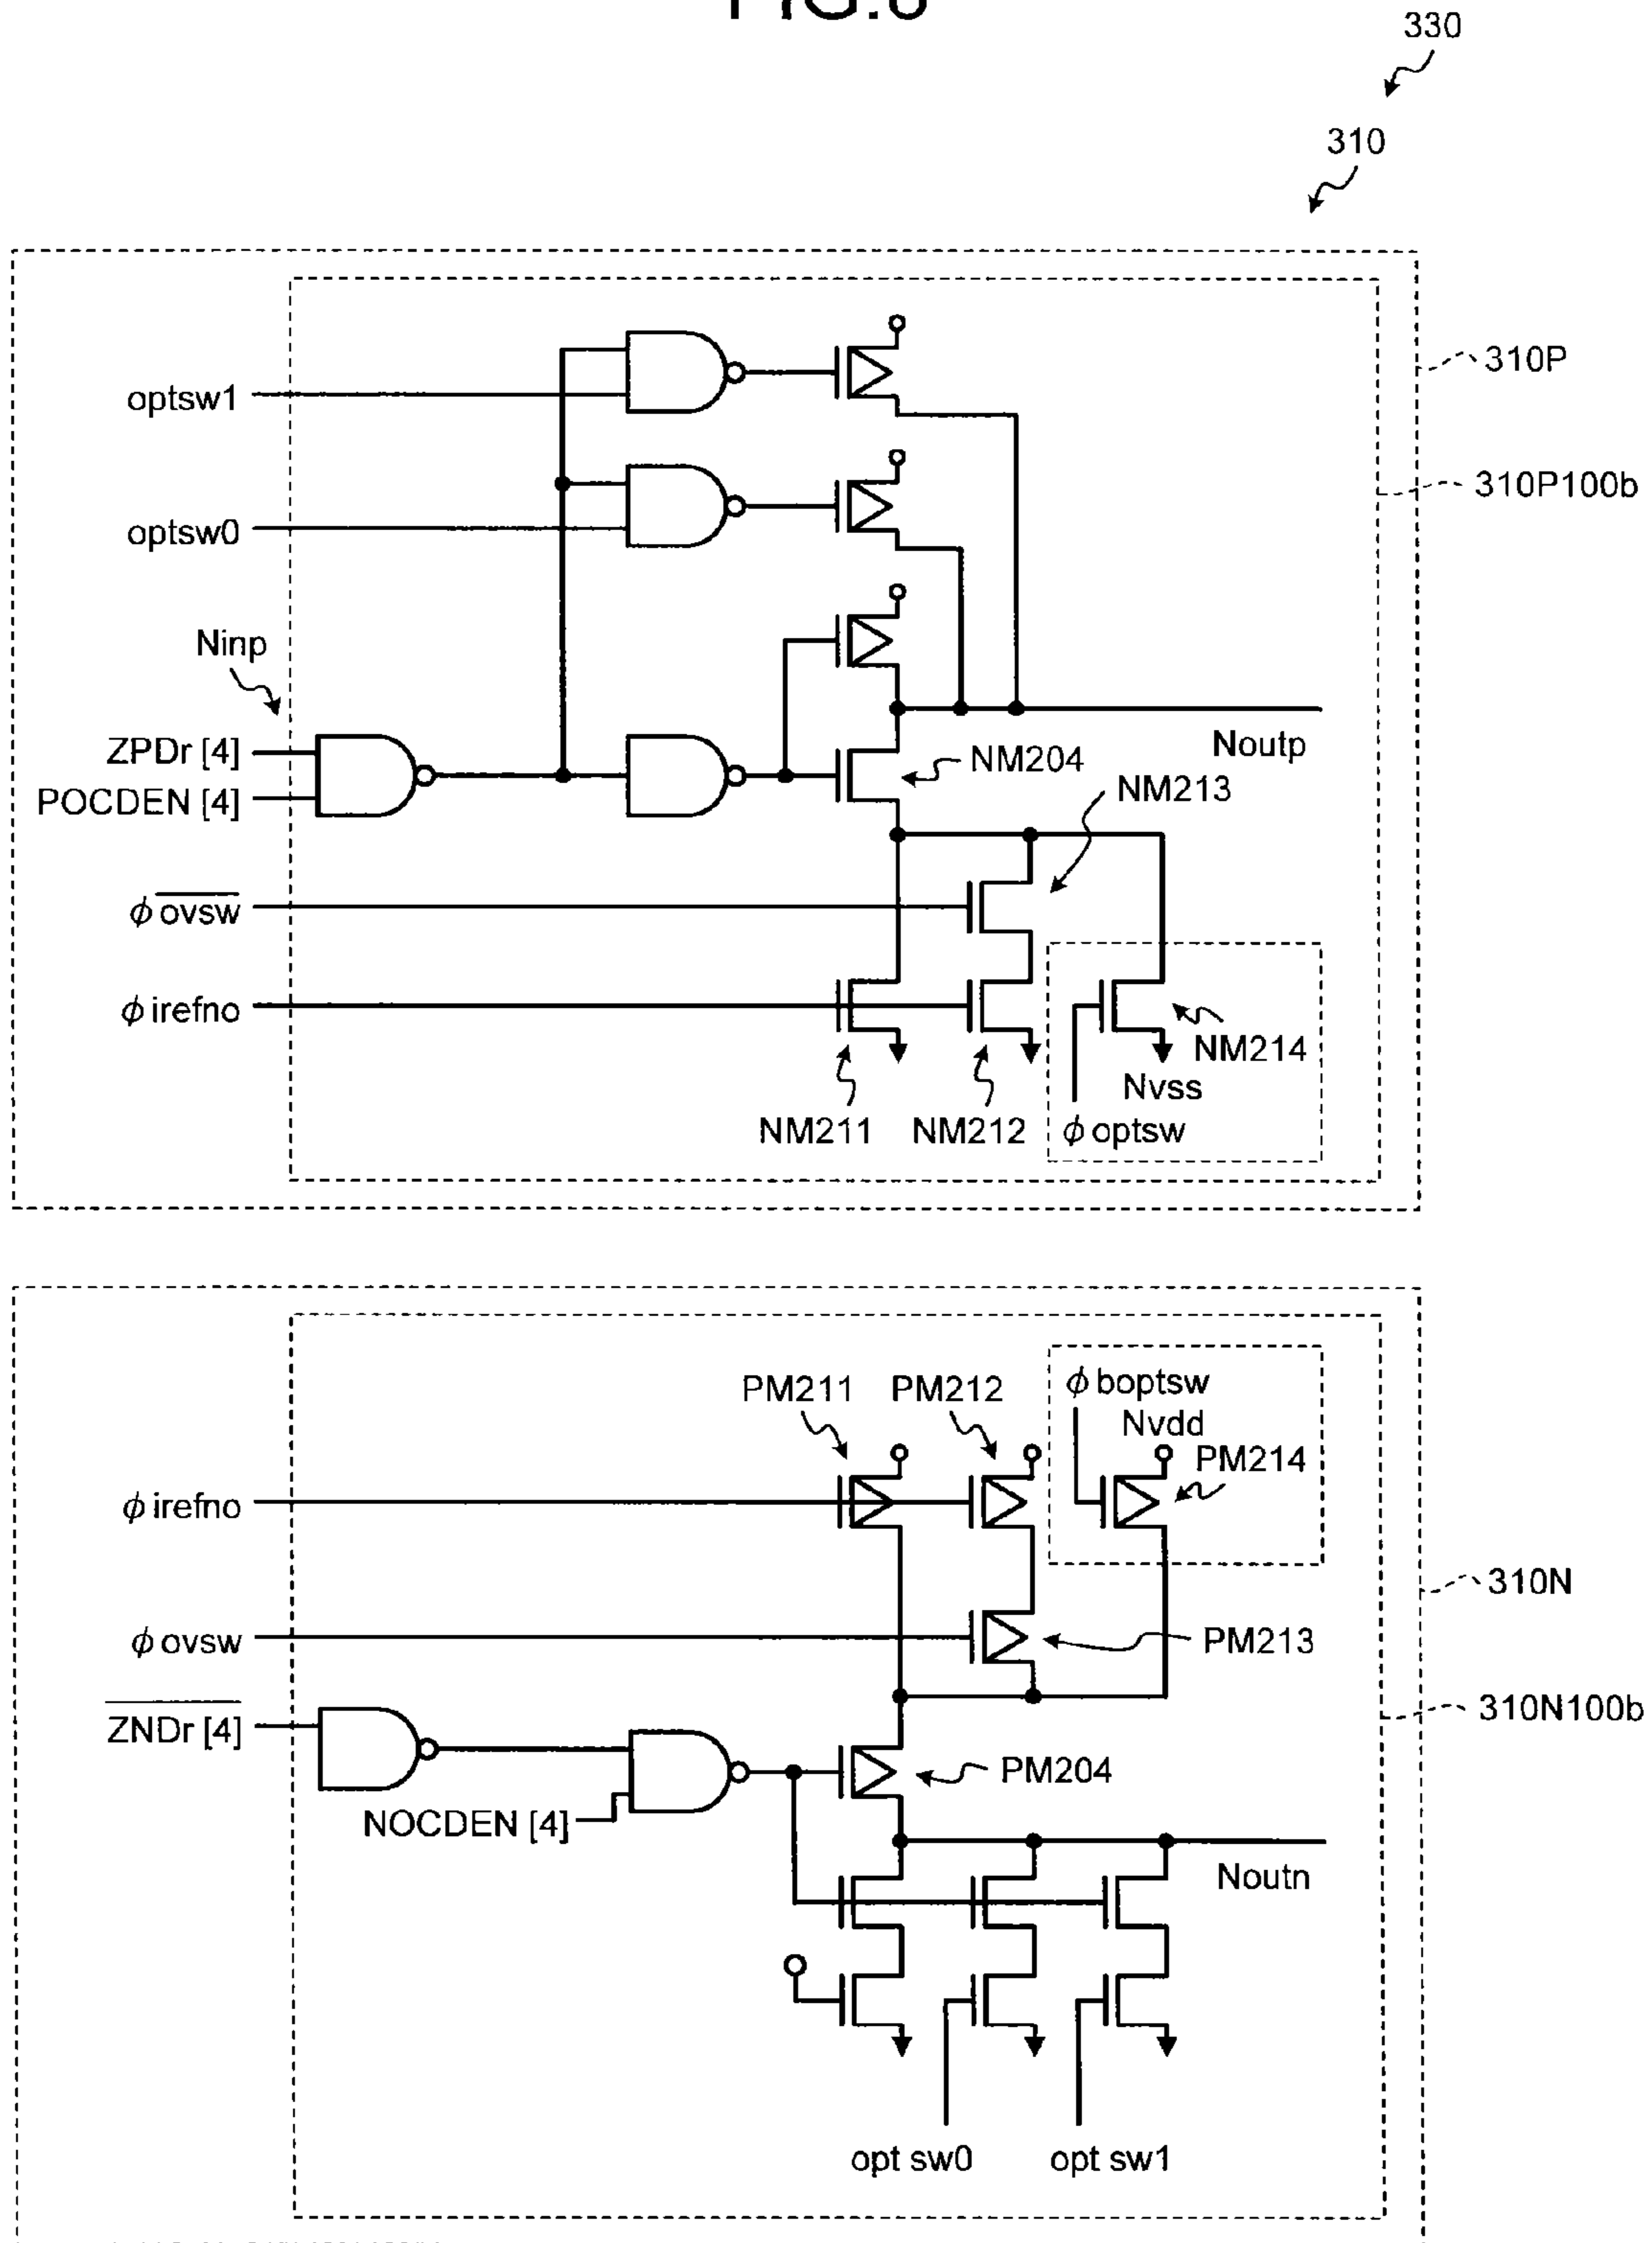 330
310
310P
optsw1
310P100b
optsw0
Ninp
ZPDr [4]
POCDEN [4]
Noutp
NM204
NM213
ϕ o̅v̅s̅w̅
ϕ irefno
NM214
Nvss
NM211
NM212
ϕ optsw
PM211
PM212
ϕ boptsw
Nvdd
PM214
ϕ irefno
310N
ϕ ovsw
PM213
Z̅N̅D̅r̅ ̅[̅4̅]̅
310N100b
PM204
NOCDEN [4]
Noutn
opt sw0
opt sw1